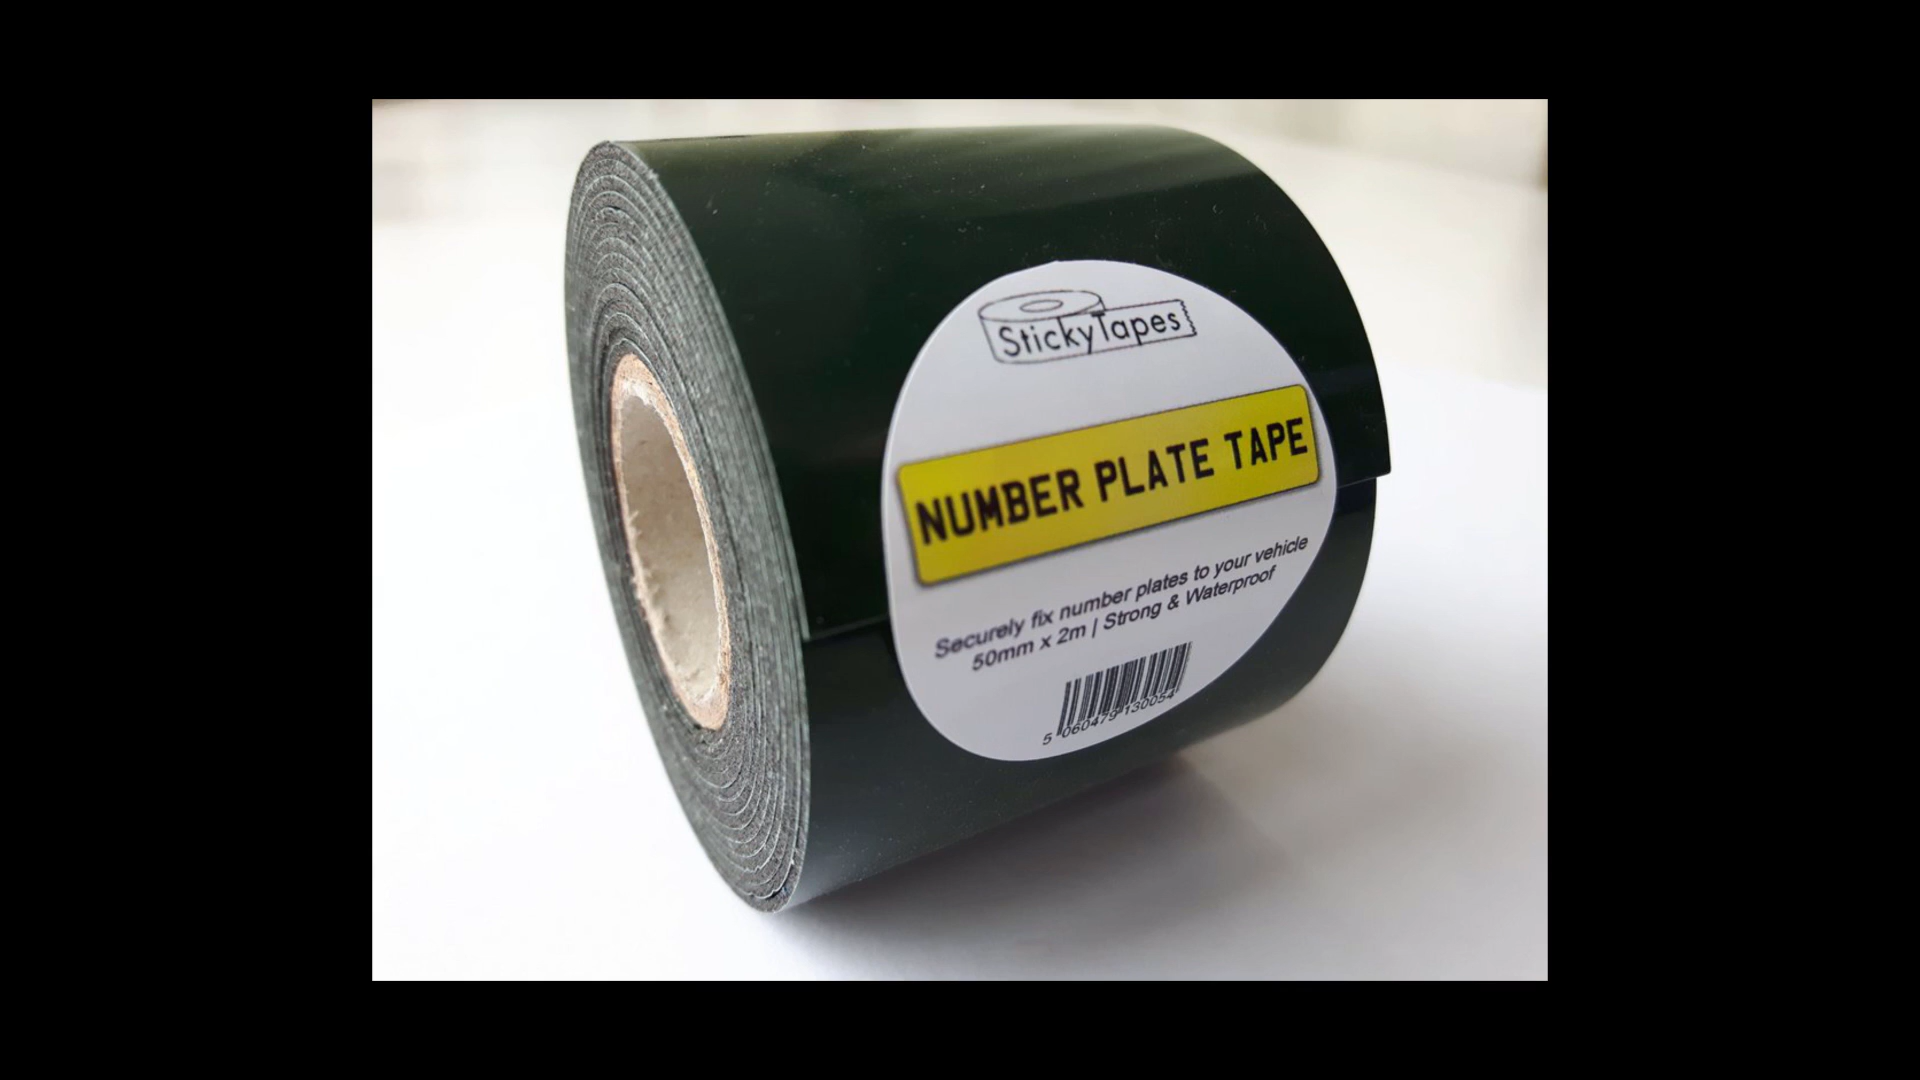 StickyTapes
NUMBER PLATE TAPE
Securely fix number plates to your vehicle
50mm x 2m | Strong & Waterproof
5 060479 130054